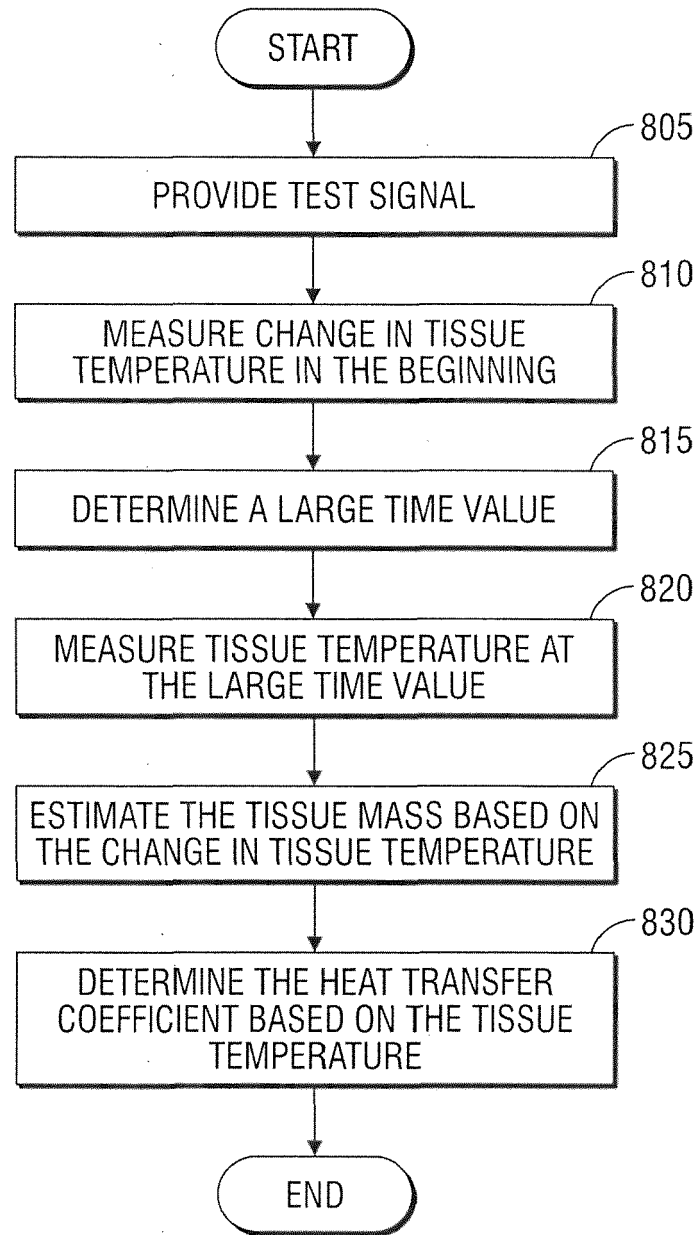 START
805
PROVIDE TEST SIGNAL
810
MEASURE CHANGE IN TISSUE
TEMPERATURE IN THE BEGINNING
815
DETERMINE A LARGE TIME VALUE
820
MEASURE TISSUE TEMPERATURE AT
THE LARGE TIME VALUE
825
ESTIMATE THE TISSUE MASS BASED ON
THE CHANGE IN TISSUE TEMPERATURE
830
DETERMINE THE HEAT TRANSFER
COEFFICIENT BASED ON THE TISSUE
TEMPERATURE
END